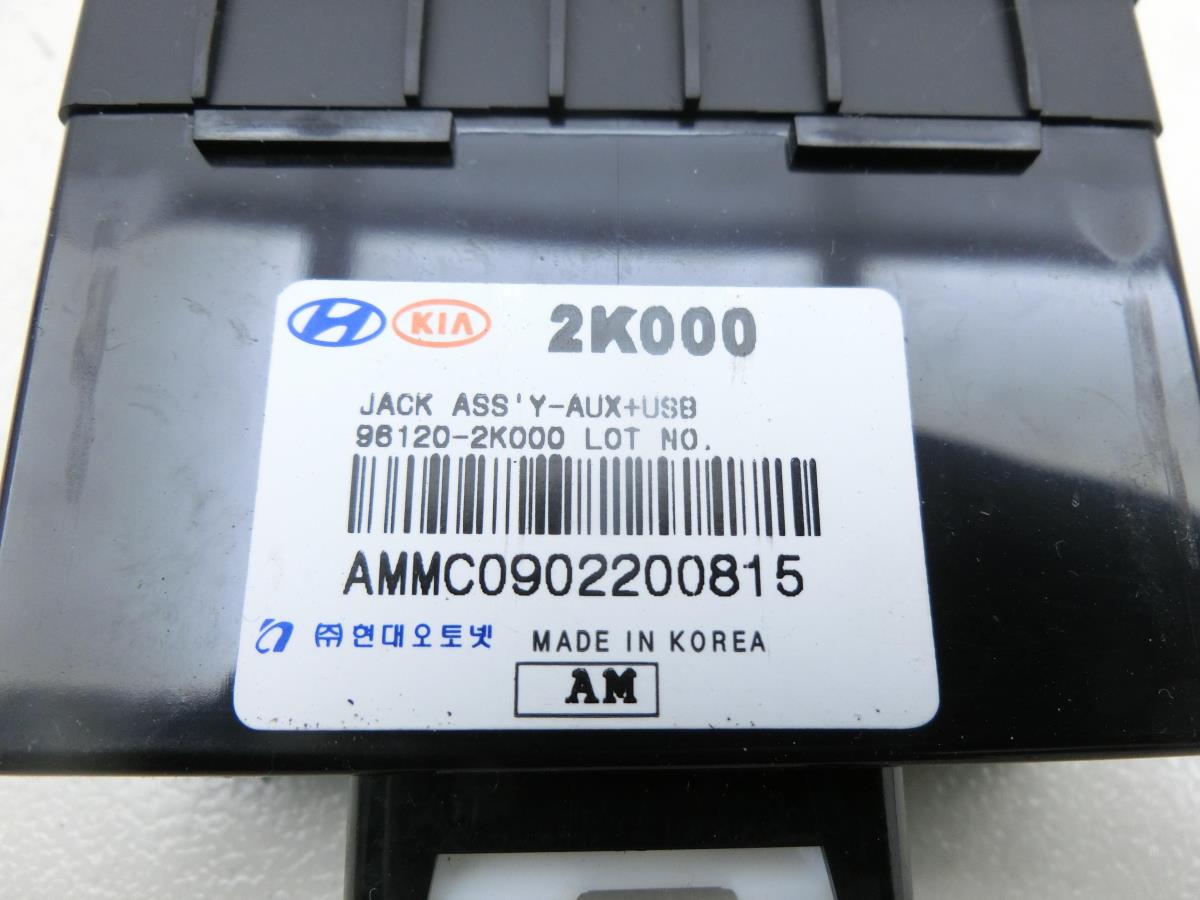 KIA 2K000
JACK ASS'Y-AUX+USB
96120-2K000 LOT NO.
AMMC0902200815
㈜현대오토넷 MADE IN KOREA
AM